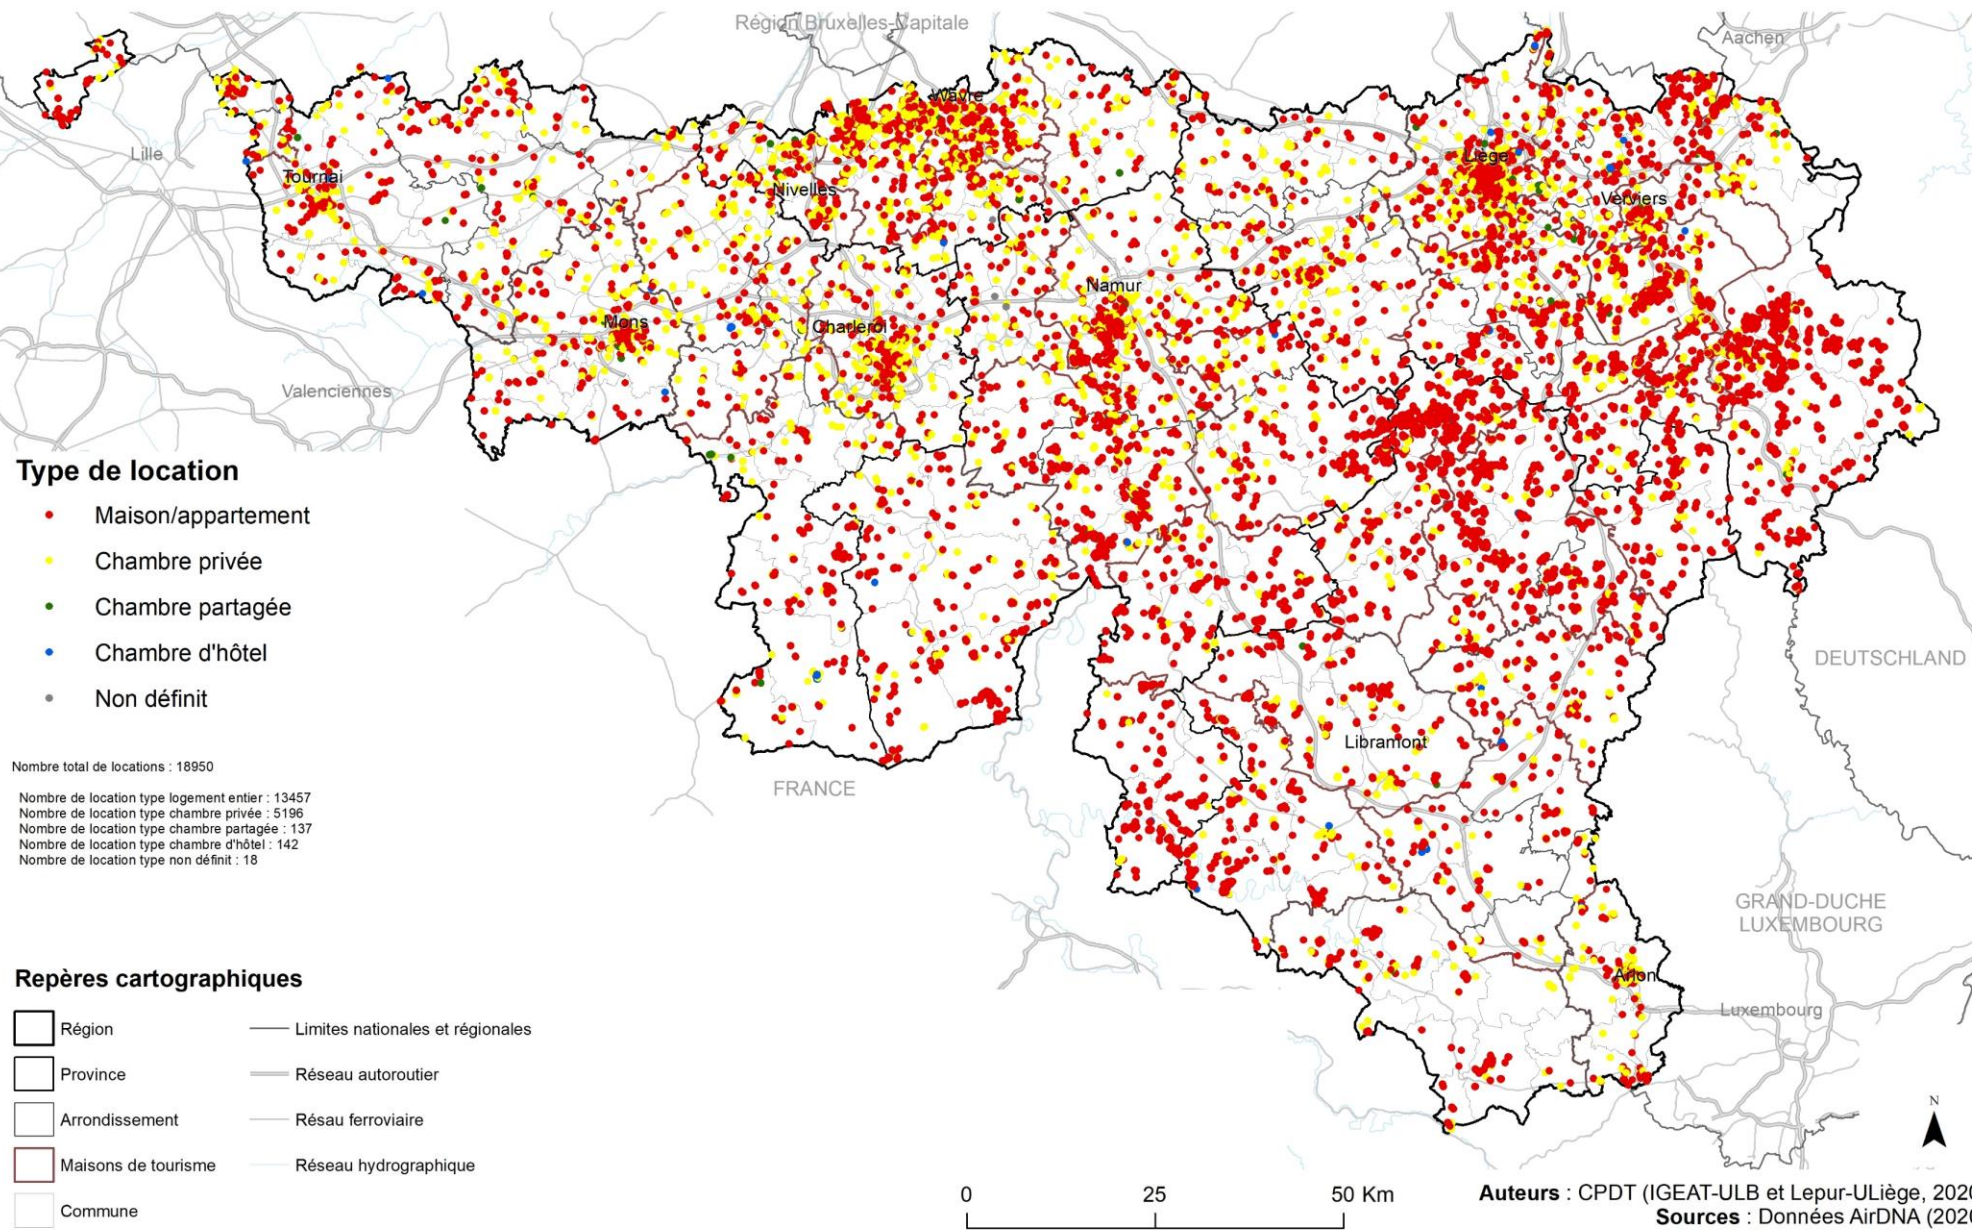 Région Bruxelles-Capitale
Aachen
Wavre
Lille
Liège
Tournai
Nivelles
Verviers
Namur
Mons
Charleroi
Valenciennes
Type de location
Maison/appartement
Chambre privée
Chambre partagée
Chambre d'hôtel
Non définit
DEUTSCHLAND
Libramont
FRANCE
Nombre total de locations : 18950
Nombre de location type logement entier : 13457
Nombre de location type chambre privée : 5196
Nombre de location type chambre partagée : 137
Nombre de location type chambre d'hôtel : 142
Nombre de location type non définit : 18
GRAND-DUCHE
LUXEMBOURG
Arlon
Luxembourg
Repères cartographiques
Région
Limites nationales et régionales
Province
Réseau autoroutier
Arrondissement
Résau ferroviaire
Maisons de tourisme
Réseau hydrographique
Commune
N
0 25 50 Km
Auteurs : CPDT (IGEAT-ULB et Lepur-ULiège, 2020
Sources : Données AirDNA (2020